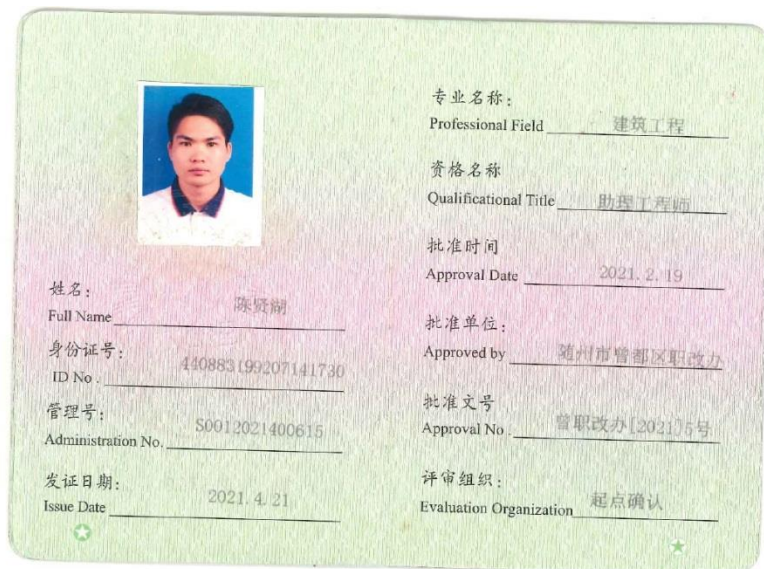 姓名：
陈贤湖
Full Name
身份证号：
440883199207141730
ID No .
管理号：
S0012021400615
Administration No.
发证日期：
2021. 4. 21
Issue Date
专业名称：
Professional Field 建筑工程
资格名称
Qualificational Title 助理工程师
批准时间
Approval Date 2021. 2. 19
批准单位：
Approved by 随州市曾都区职改办
批准文号
Approval No . 曾职改办[2021]5号
评审组织：
Evaluation Organization 起点确认